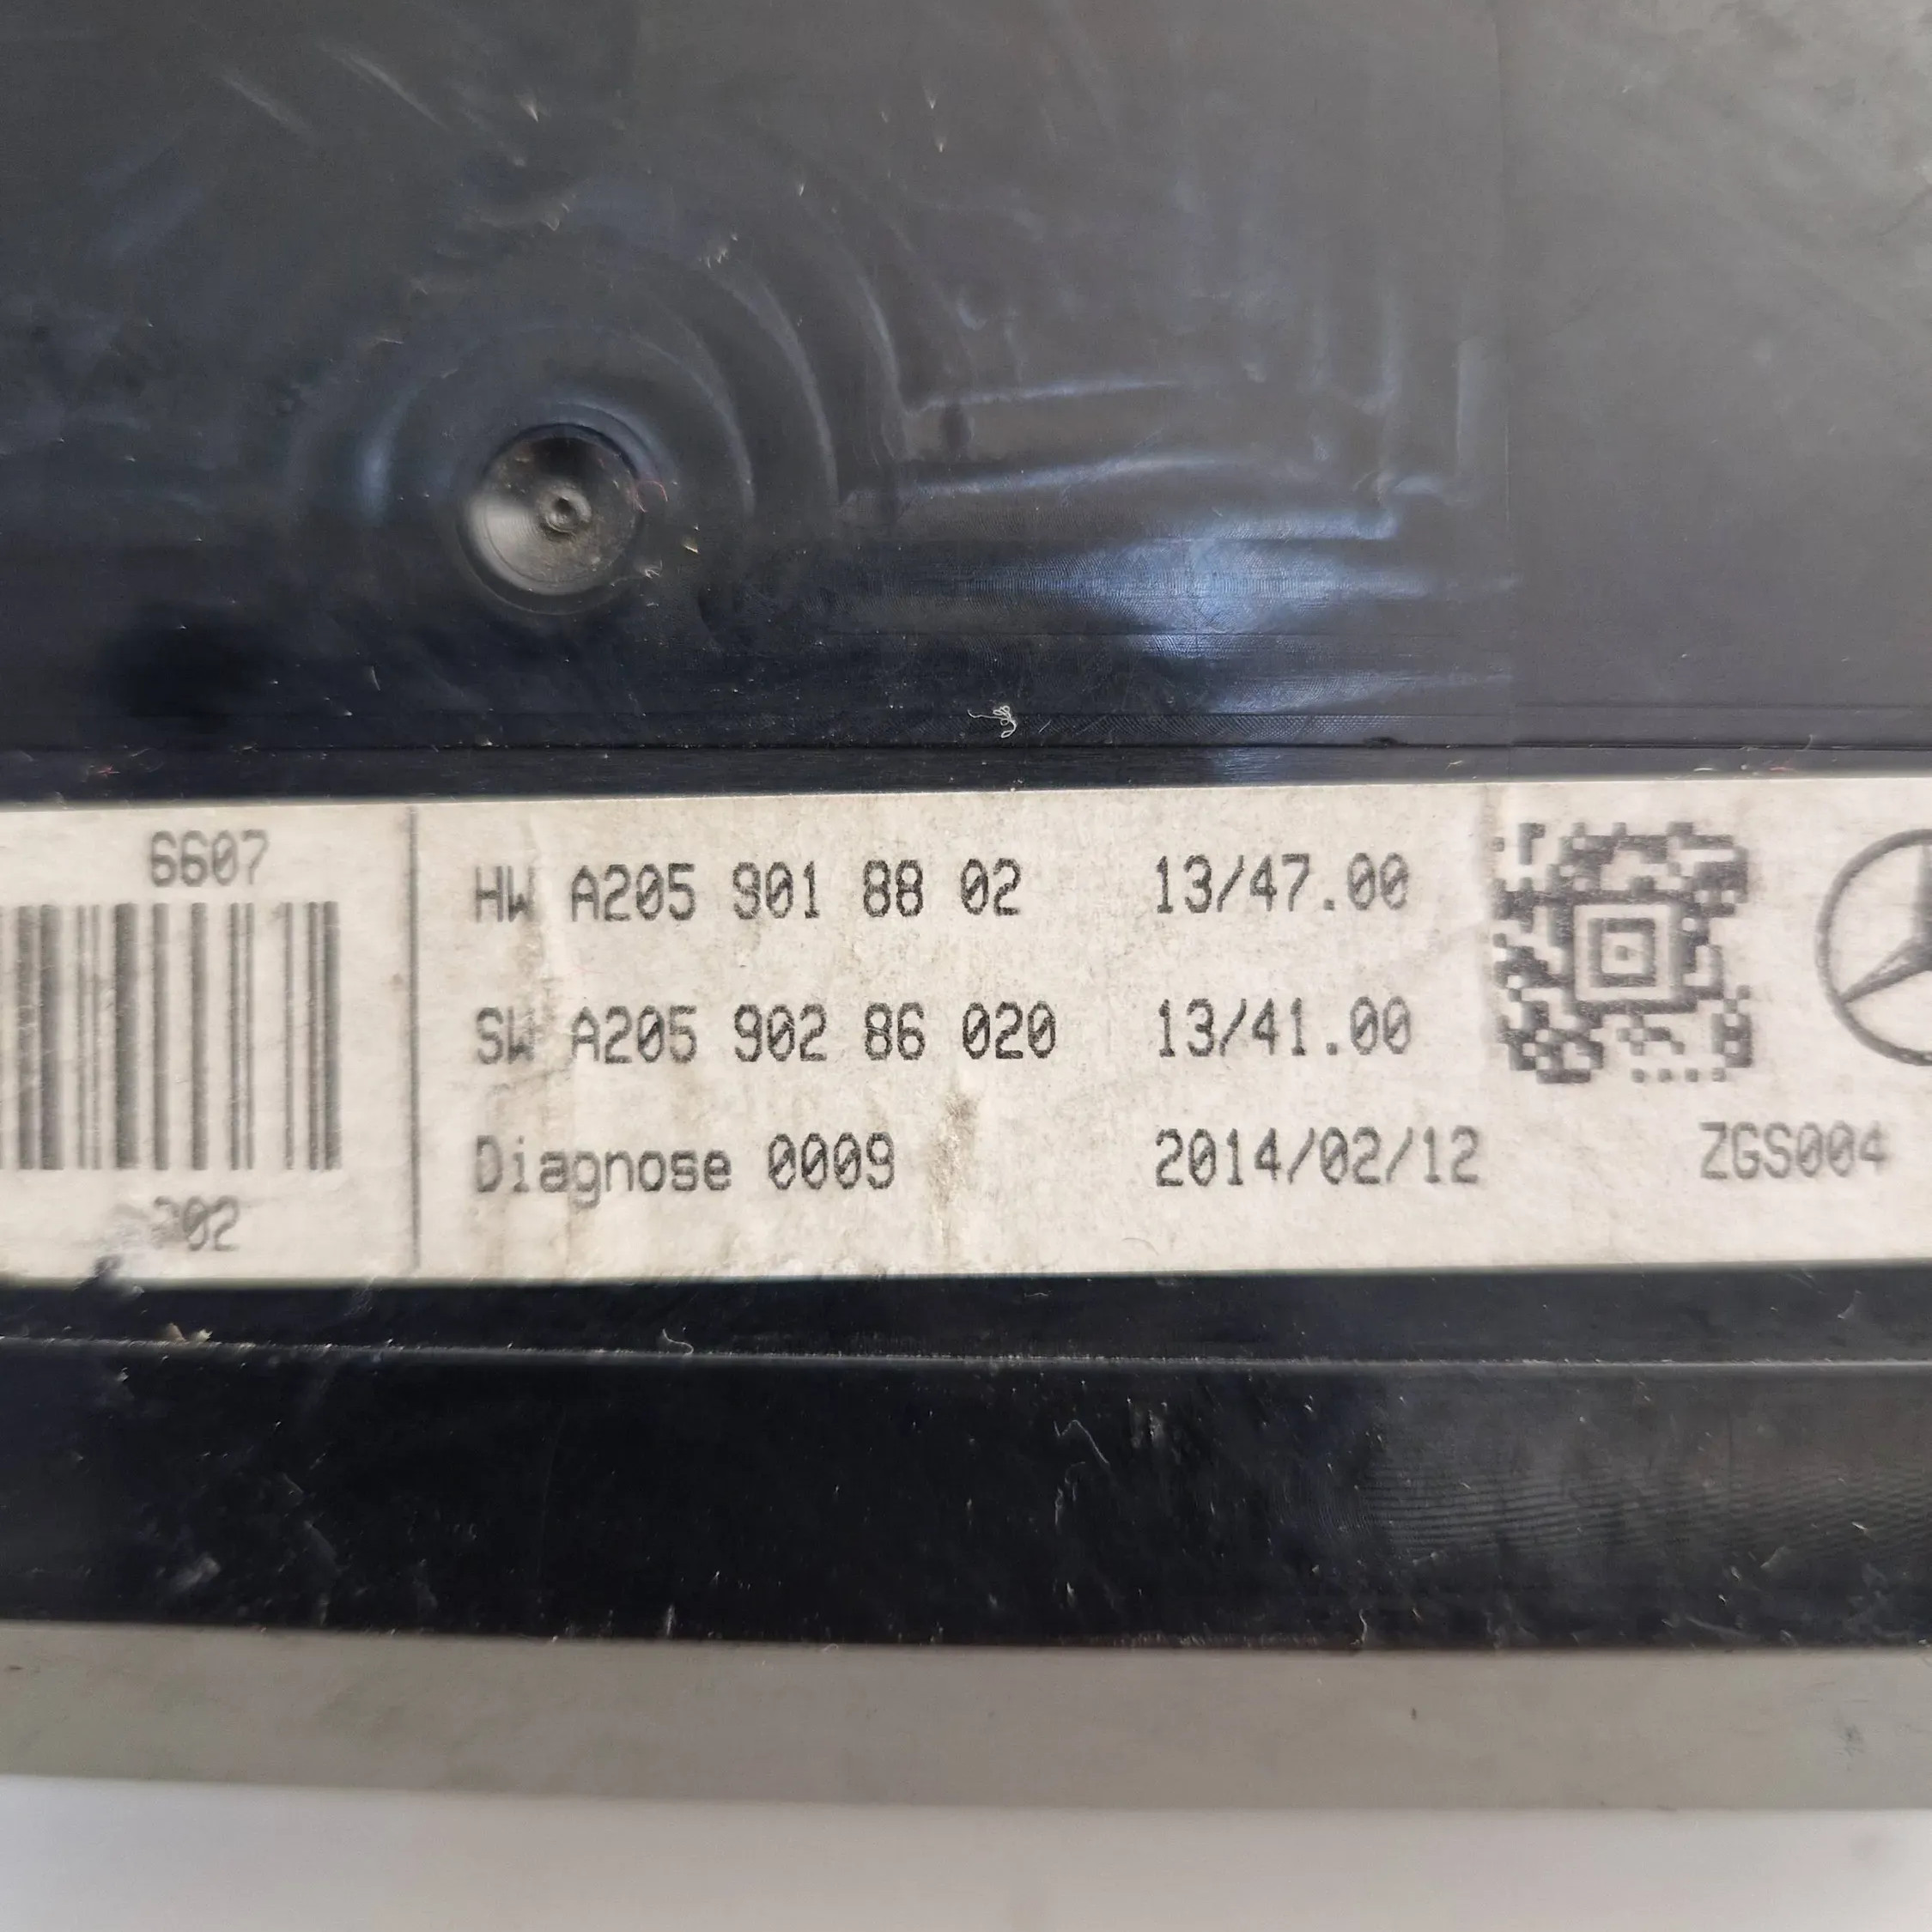 6607
HW A205 901 88 02 13/47.00
SW A205 902 86 020 13/41.00
Diagnose 0009 2014/02/12 ZGS004